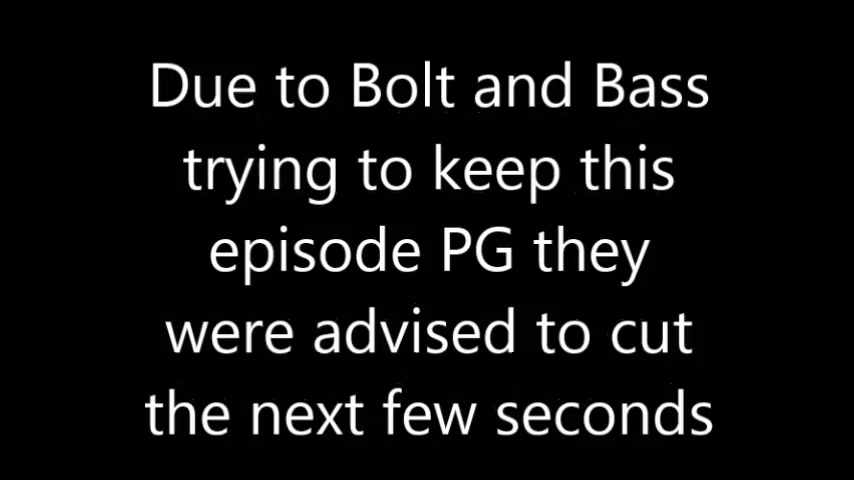 Due to Bolt and Bass
trying to keep this
episode PG they
were advised to cut
the next few seconds